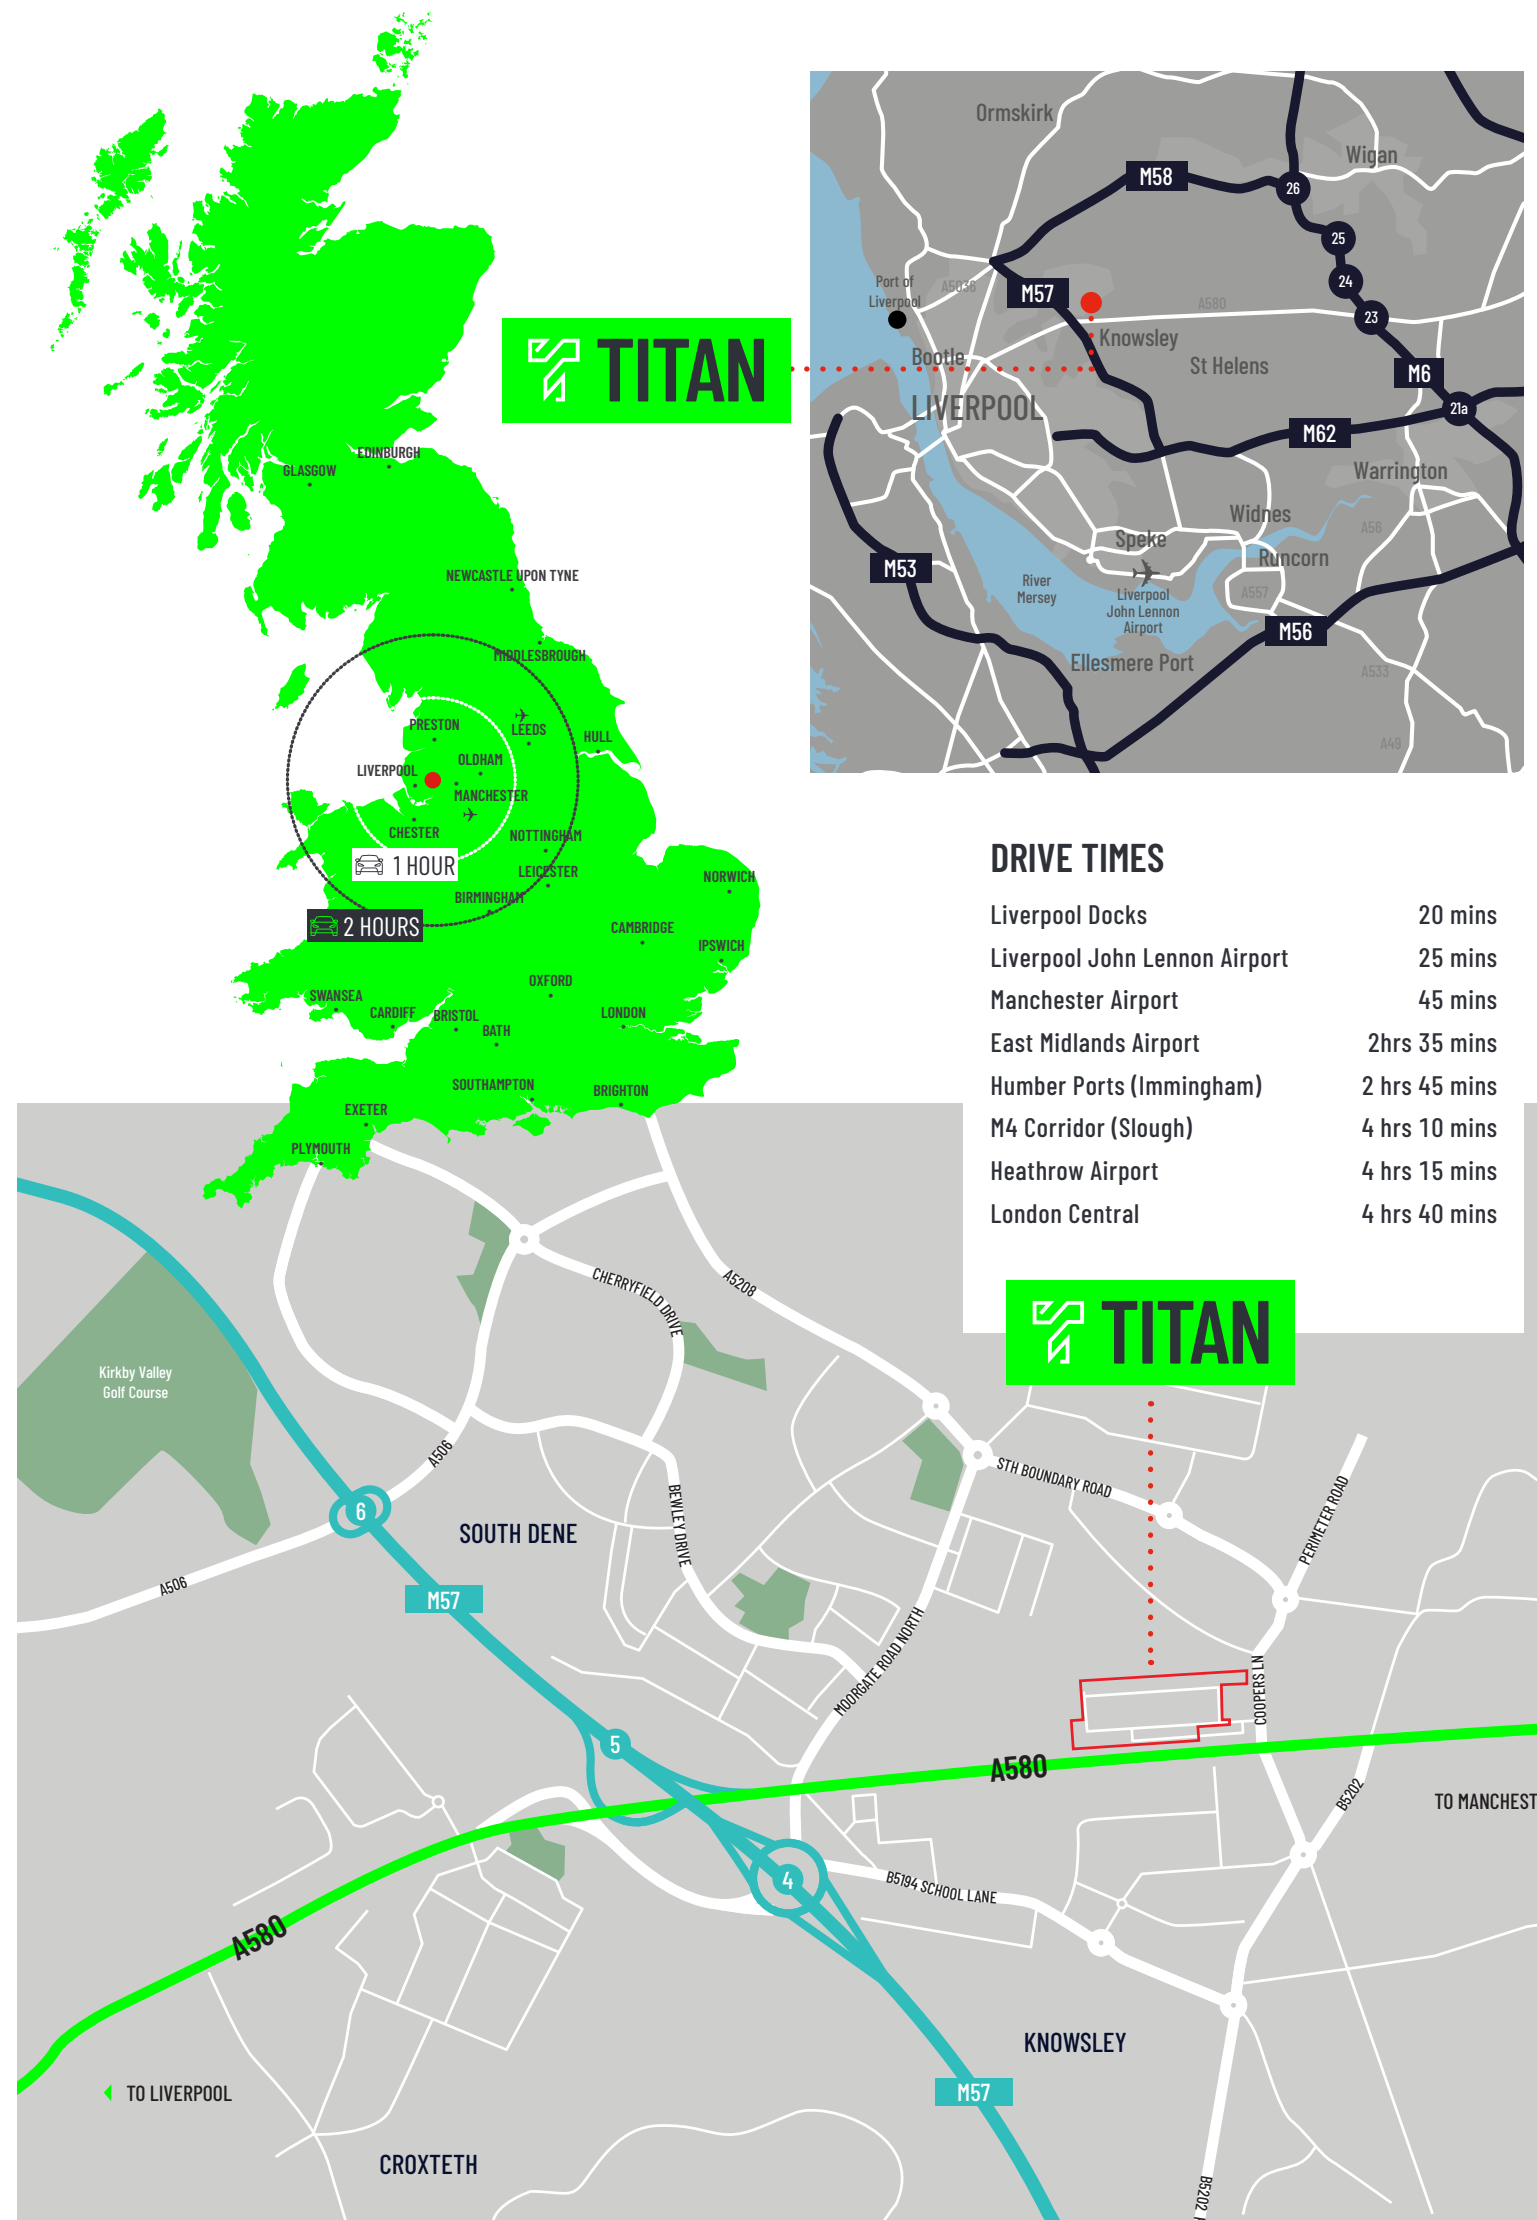 EDINBURGH
GLASGOW
NEWCASTLE UPON TYNE
MIDDLESBROUGH
PRESTON
LEEDS
HULL
OLDHAM
LIVERPOOL
MANCHESTER
CHESTER
NOTTINGHAM
1 HOUR
LEICESTER
NORWICH
BIRMINGHAM
2 HOURS
CAMBRIDGE
IPSWICH
OXFORD
SWANSEA
CARDIFF
BRISTOL
LONDON
BATH
SOUTHAMPTON
BRIGHTON
EXETER
PLYMOUTH
TITAN
Ormskirk
Wigan
M58
26
25
24
23
Port of
Liverpool
A5036
M57
A580
Knowsley
Bootle
St Helens
M6
LIVERPOOL
21a
M62
Warrington
Widnes
A56
Speke
Runcorn
M53
River
Mersey
Liverpool
John Lennon
Airport
A557
M56
Ellesmere Port
A533
A49
DRIVE TIMES
Liverpool Docks 20 mins
Liverpool John Lennon Airport 25 mins
Manchester Airport 45 mins
East Midlands Airport 2hrs 35 mins
Humber Ports (Immingham) 2 hrs 45 mins
M4 Corridor (Slough) 4 hrs 10 mins
Heathrow Airport 4 hrs 15 mins
London Central 4 hrs 40 mins
TITAN
CHERRYFIELD DRIVE
A5208
Kirkby Valley
Golf Course
A506
STH BOUNDARY ROAD
PERIMETER ROAD
6
SOUTH DENE
BEWLEY DRIVE
A506
M57
MOORGATE ROAD NORTH
COOPERS LN
5
A580
B5202
TO MANCHEST
4
B5194 SCHOOL LANE
A580
KNOWSLEY
M57
TO LIVERPOOL
CROXTETH
B5202